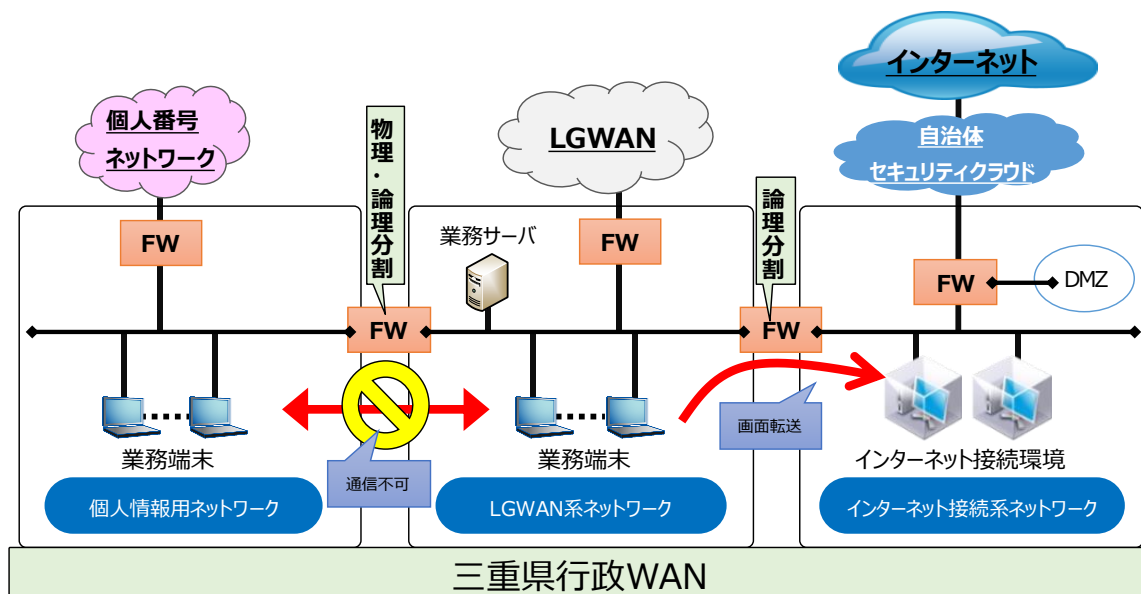 インターネット
個人番号
ネットワーク
物理・論理分割
LGWAN
自治体
セキュリティクラウド
論理分割
FW
業務サーバ
FW
FW
DMZ
FW
FW
画面転送
業務端末
通信不可
業務端末
インターネット接続環境
個人情報用ネットワーク
LGWAN系ネットワーク
インターネット接続系ネットワーク
三重県行政WAN